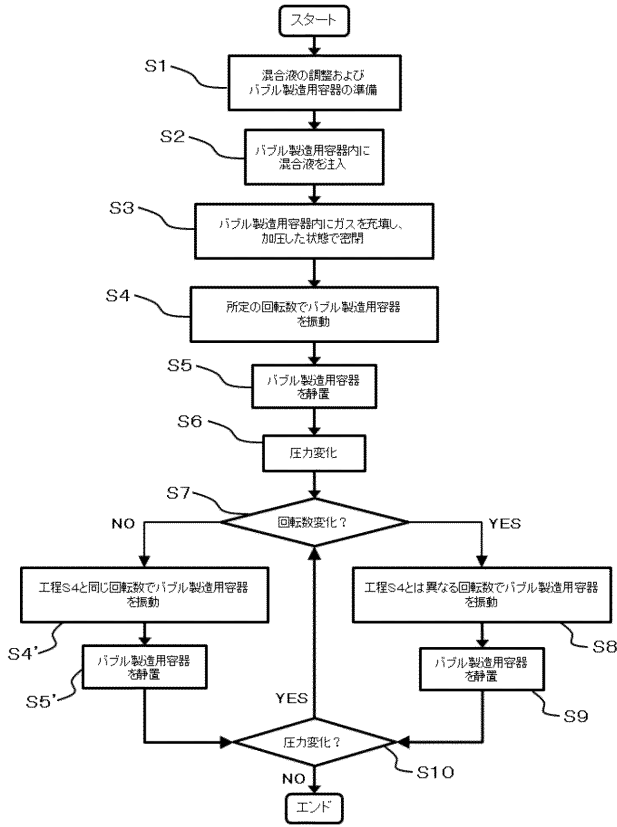 スタート
S1
混合液の調整および
バブル製造用容器の準備
S2
バブル製造用容器内に
混合液を注入
S3
バブル製造用容器内にガスを充填し、
加圧した状態で密閉
S4
所定の回転数でバブル製造用容器
を振動
S5
バブル製造用容器
を静置
S6
圧力変化
S7
回転数変化？
NO
YES
工程S4と同じ回転数でバブル製造用容器
を振動
S4'
工程S4とは異なる回転数でバブル製造用容器
を振動
S8
バブル製造用容器
を静置
S5'
バブル製造用容器
を静置
S9
YES
圧力変化？
S10
NO
エンド